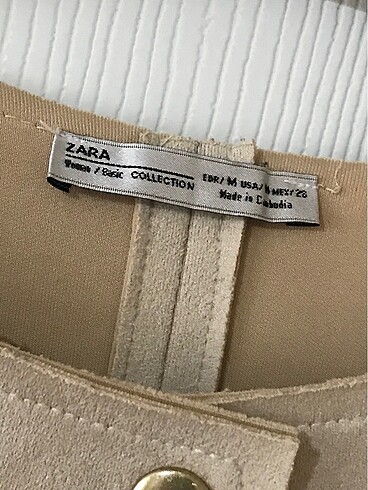 ZARA
Woman / Basic COLLECTION
EUR/ M USA/ M MEX/ 28
Made in Cambodia